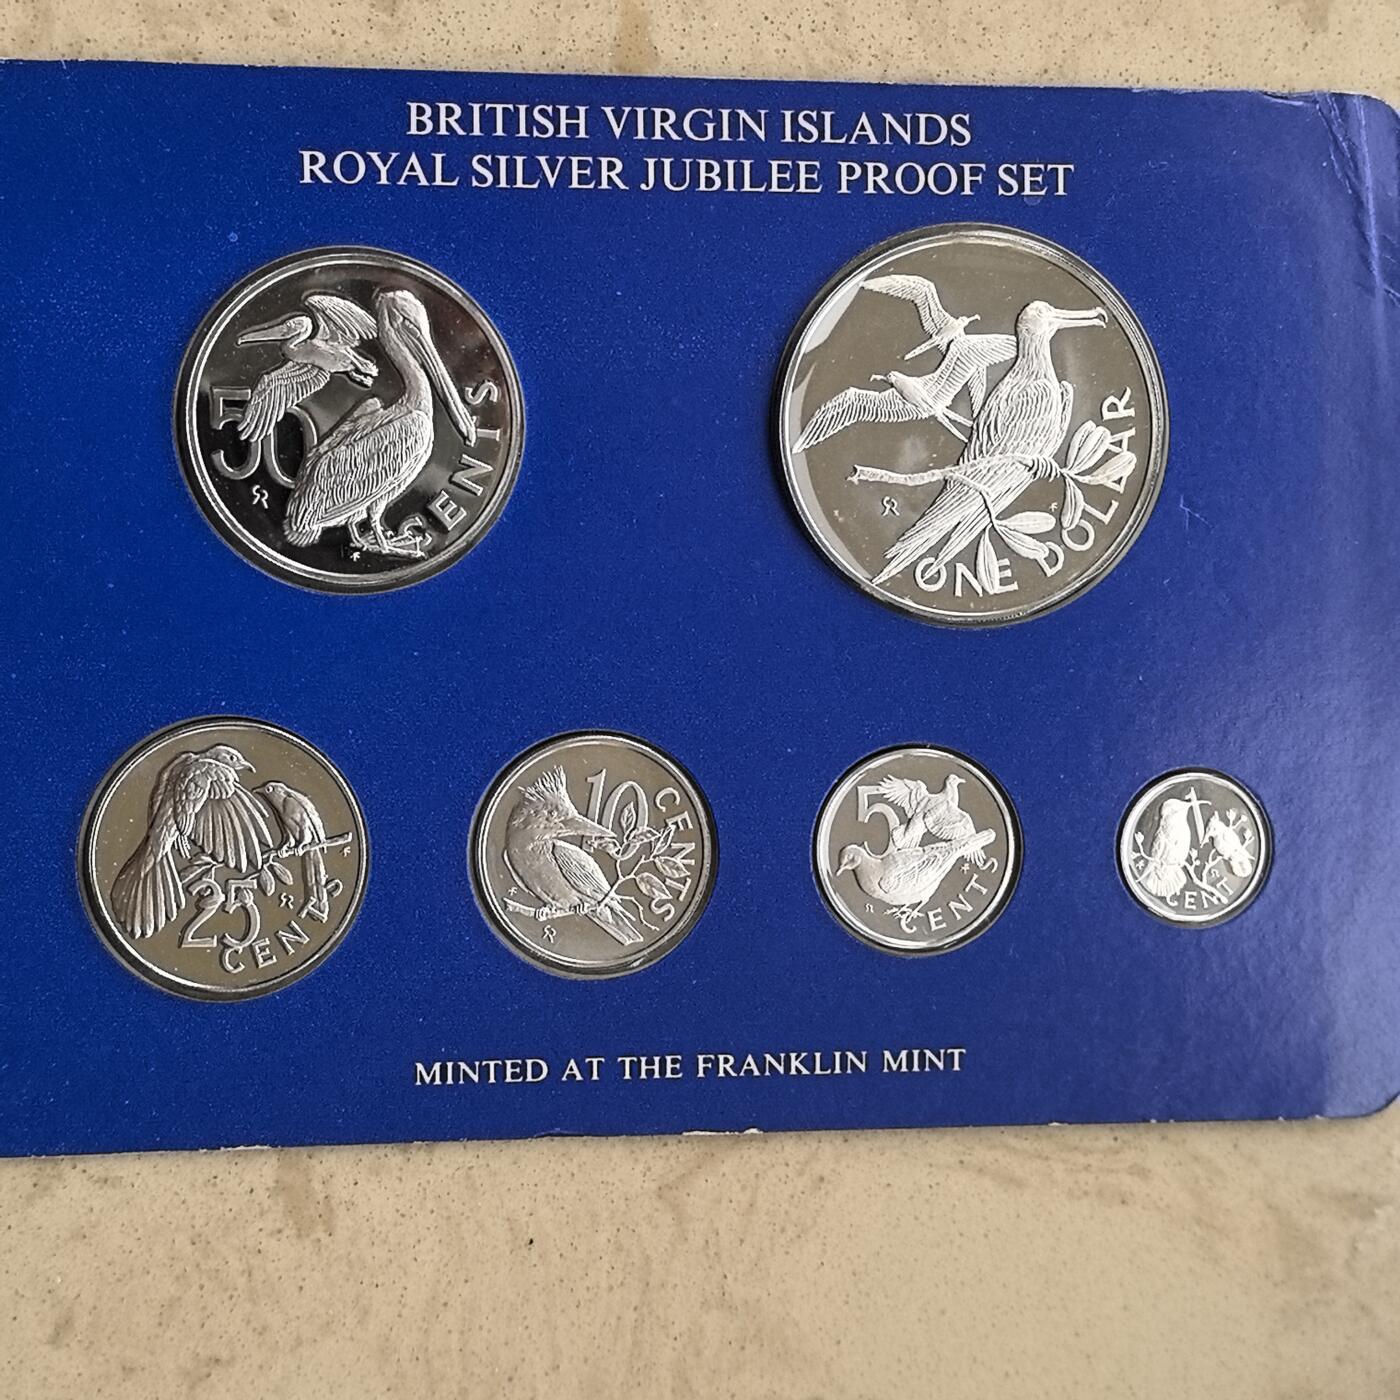 BRITISH VIRGIN ISLANDS
ROYAL SILVER JUBILEE PROOF SET
50
CENTS
ONE DOLLAR
25
CENTS
10
CENTS
5
CENTS
1
CENT
MINTED AT THE FRANKLIN MINT